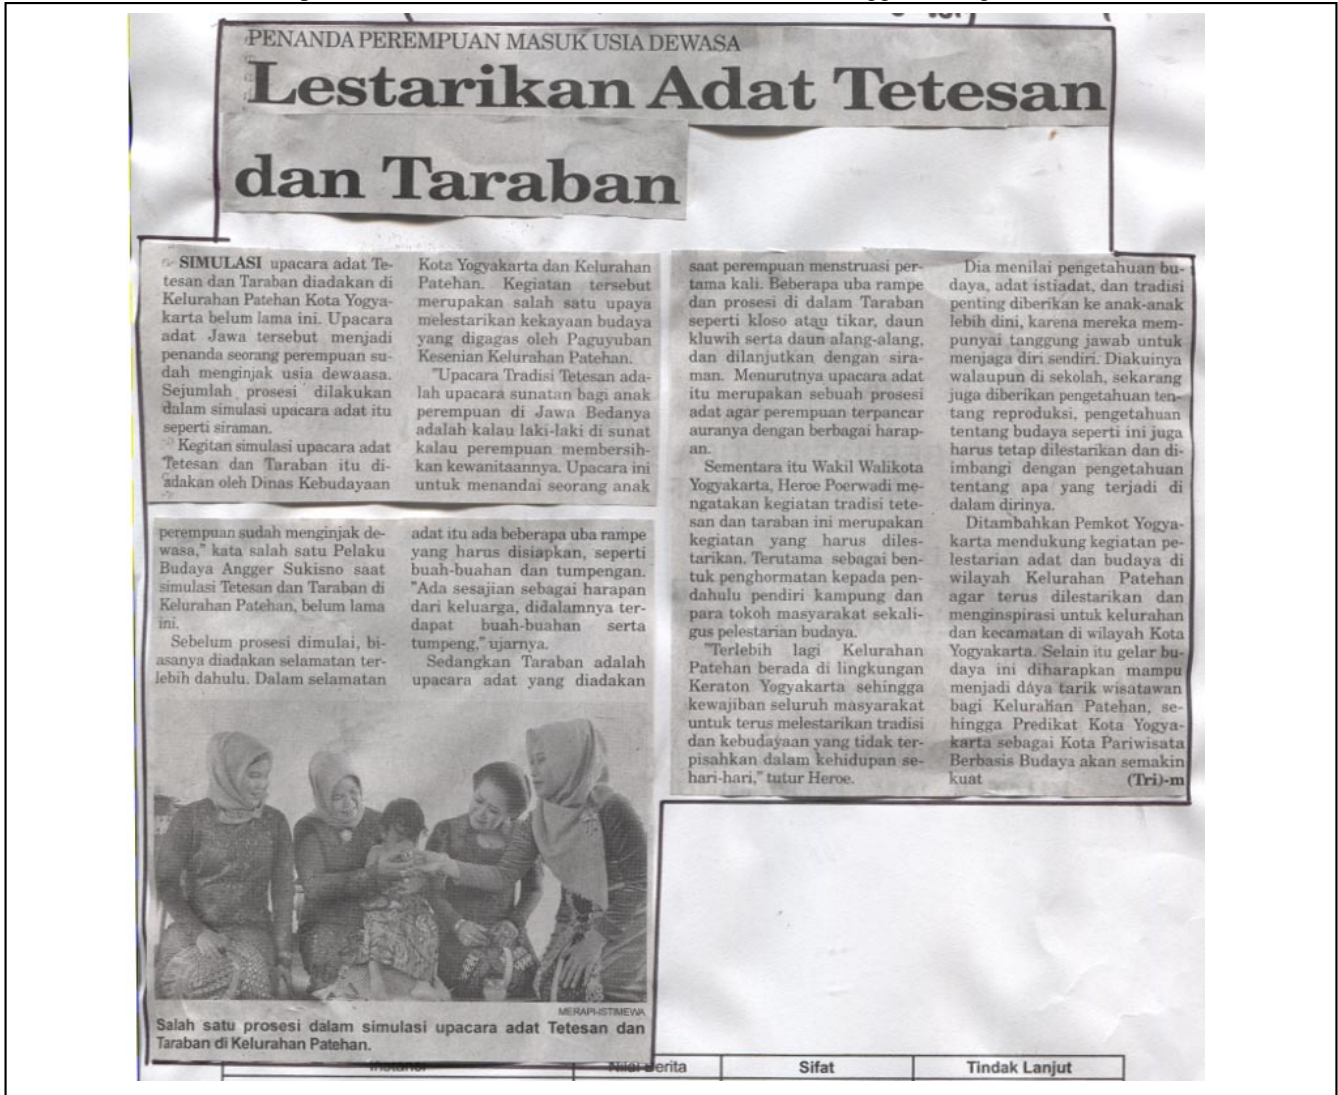 PENANDA PEREMPUAN MASUK USIA DEWASA
Lestarikan Adat Tetesan
dan Taraban
SIMULASI upacara adat Te-
tesan dan Taraban diadakan di
Kelurahan Patehan Kota Yogya-
karta belum lama ini. Upacara
adat Jawa tersebut menjadi
penanda seorang perempuan su-
dah menginjak usia dewaasa.
Sejumlah prosesi dilakukan
dalam simulasi upacara adat itu
seperti siraman.
Kegitan simulasi upacara adat
Tetesan dan Taraban itu di-
adakan oleh Dinas Kebudayaan
Kota Yogyakarta dan Kelurahan
Patehan. Kegiatan tersebut
merupakan salah satu upaya
melestarikan kekayaan budaya
yang digagas oleh Paguyuban
Kesenian Kelurahan Patehan.
"Upacara Tradisi Tetesan ada-
lah upacara sunatan bagi anak
perempuan di Jawa Bedanya
adalah kalau laki-laki di sunat
kalau perempuan membersih-
kan kewanitaannya. Upacara ini
untuk menandai seorang anak
perempuan sudah menginjak de-
wasa," kata salah satu Pelaku
Budaya Angger Sukisno saat
simulasi Tetesan dan Taraban di
Kelurahan Patehan, belum lama
ini.
Sebelum prosesi dimulai, bi-
asanya diadakan selamatan ter-
lebih dahulu. Dalam selamatan
adat itu ada beberapa uba rampe
yang harus disiapkan, seperti
buah-buahan dan tumpengan.
"Ada sesajian sebagai harapan
dari keluarga, didalamnya ter-
dapat buah-buahan serta
tumpeng," ujarnya.
Sedangkan Taraban adalah
upacara adat yang diadakan
saat perempuan menstruasi per-
tama kali. Beberapa uba rampe
dan prosesi di dalam Taraban
seperti kloso atau tikar, daun
kluwih serta daun alang-alang,
dan dilanjutkan dengan sira-
man. Menurutnya upacara adat
itu merupakan sebuah prosesi
adat agar perempuan terpancar
auranya dengan berbagai harap-
an.
Sementara itu Wakil Walikota
Yogyakarta, Heroe Poerwadi me-
ngatakan kegiatan tradisi tete-
san dan taraban ini merupakan
kegiatan yang harus diles-
tarikan. Terutama sebagai ben-
tuk penghormatan kepada pen-
dahulu pendiri kampung dan
para tokoh masyarakat sekali-
gus pelestarian budaya.
"Terlebih lagi Kelurahan
Patehan berada di lingkungan
Keraton Yogyakarta sehingga
kewajiban seluruh masyarakat
untuk terus melestarikan tradisi
dan kebudayaan yang tidak ter-
pisahkan dalam kehidupan se-
hari-hari," tutur Heroe.
Dia menilai pengetahuan bu-
daya, adat istiadat, dan tradisi
penting diberikan ke anak-anak
lebih dini, karena mereka mem-
punyai tanggung jawab untuk
menjaga diri sendiri. Diakuinya
walaupun di sekolah, sekarang
juga diberikan pengetahuan ten-
tang reproduksi, pengetahuan
tentang budaya seperti ini juga
harus tetap dilestarikan dan di-
imbangi dengan pengetahuan
tentang apa yang terjadi di
dalam dirinya.
Ditambahkan Pemkot Yogya-
karta mendukung kegiatan pe-
lestarian adat dan budaya di
wilayah Kelurahan Patehan
agar terus dilestarikan dan
menginspirasi untuk kelurahan
dan kecamatan di wilayah Kota
Yogyakarta. Selain itu gelar bu-
daya ini diharapkan mampu
menjadi daya tarik wisatawan
bagi Kelurahan Patehan, se-
hingga Predikat Kota Yogya-
karta sebagai Kota Pariwisata
Berbasis Budaya akan semakin
kuat (Tri)-m
MERAPI-ISTIMEWA
Salah satu prosesi dalam simulasi upacara adat Tetesan dan
Taraban di Kelurahan Patehan.
Sifat Tindak Lanjut